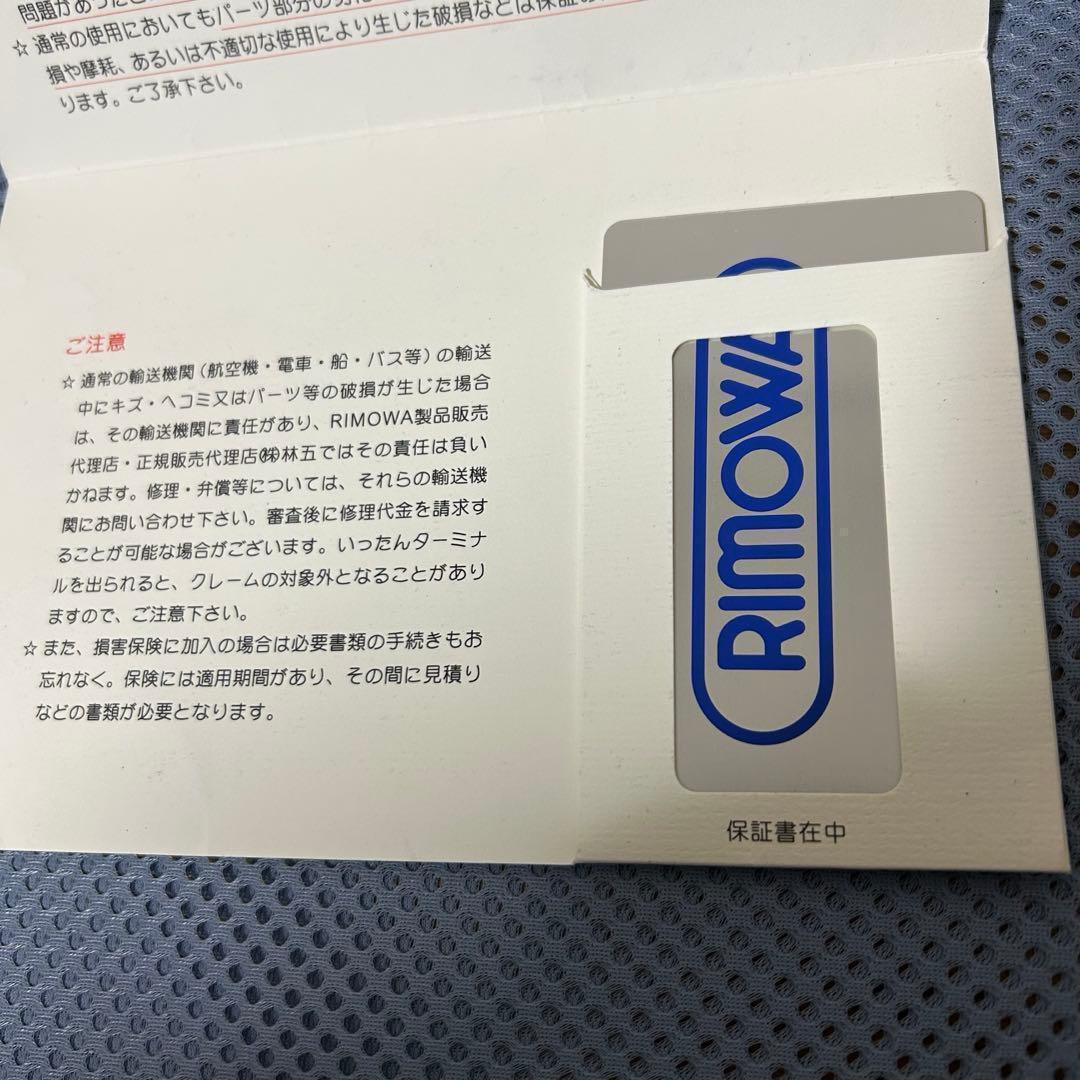 問題があった
☆ 通常の使用においてもパーツ部分の
損や摩耗、あるいは不適切な使用により生じた破損などは保証の
ります。ご了承下さい。
ご注意
☆ 通常の輸送機関（航空機・電車・船・バス等）の輸送
中にキズ・ヘコミ又はパーツ等の破損が生じた場合
は、その輸送機関に責任があり、RIMOWA製品販売
代理店・正規販売代理店㈱林五ではその責任は負い
かねます。修理・弁償等については、それらの輸送機
関にお問い合わせ下さい。審査後に修理代金を請求す
ることが可能な場合がございます。いったんターミナ
ルを出られると、クレームの対象外となることがあり
ますので、ご注意下さい。
☆ また、損害保険に加入の場合は必要書類の手続きもお
忘れなく。保険には適用期間があり、その間に見積り
などの書類が必要となります。
RIMOWA
保証書在中